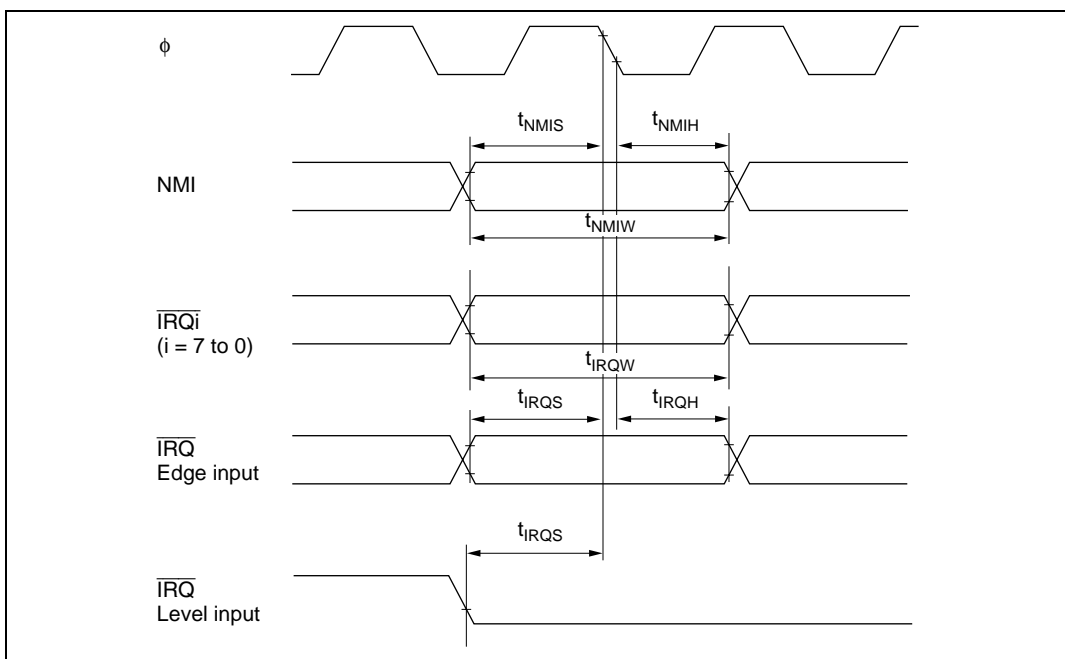 ϕ
tNMIS tNMIH
NMI
tNMIW
IRQi
(i = 7 to 0)
tIRQW
tIRQS tIRQH
IRQ
Edge input
tIRQS
IRQ
Level input